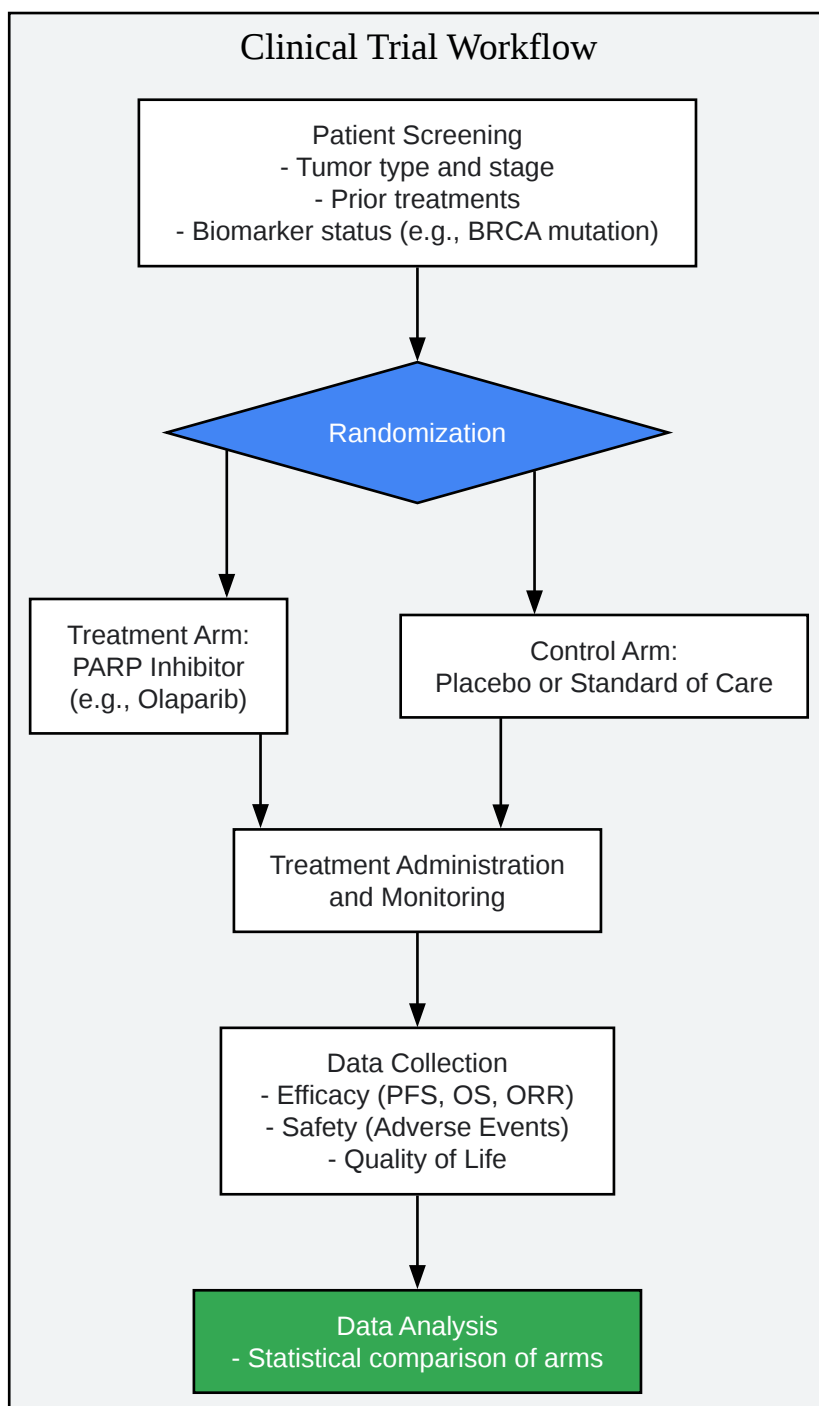 Clinical Trial Workflow
Patient Screening
- Tumor type and stage
- Prior treatments
- Biomarker status (e.g., BRCA mutation)
Randomization
Treatment Arm:
PARP Inhibitor
(e.g., Olaparib)
Control Arm:
Placebo or Standard of Care
Treatment Administration
and Monitoring
Data Collection
- Efficacy (PFS, OS, ORR)
- Safety (Adverse Events)
- Quality of Life
Data Analysis
- Statistical comparison of arms